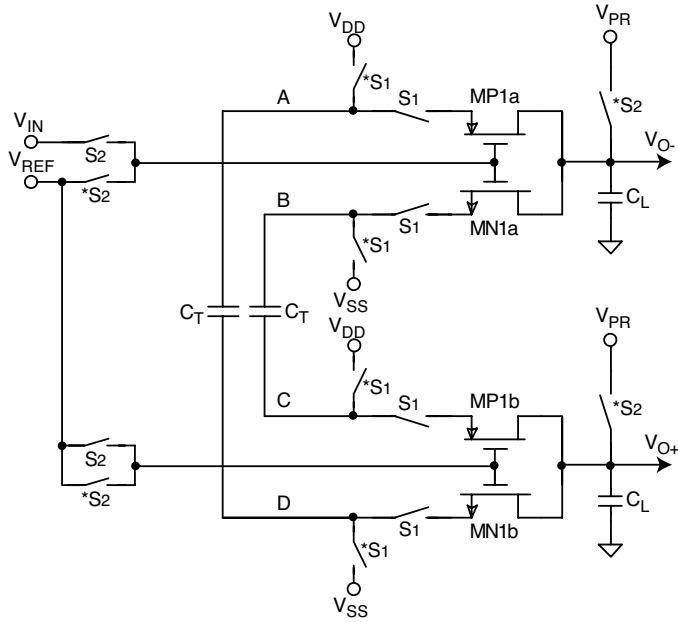 VDD
VPR
*S1
A
S1
MP1a
*S2
VIN
S2
VREF
*S2
VO-
B
S1
CL
*S1
MN1a
VSS
CT
CT
VDD
VPR
*S1
MP1b
C
S1
*S2
S2
VO+
*S2
D
S1
CL
MN1b
*S1
VSS